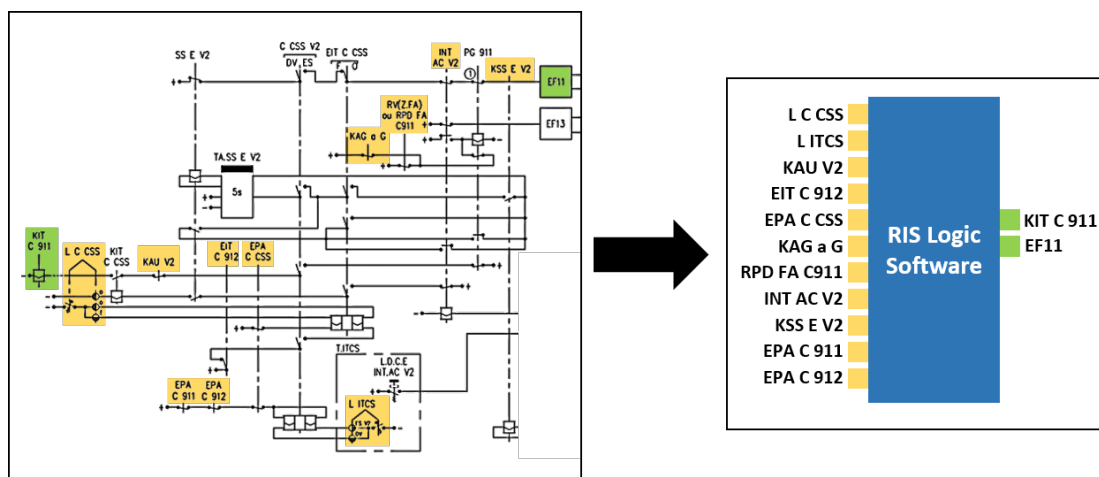 SS E V2
C CSS V2
DV ES
EIT C CSS
F O
INT
AC V2
PG 911
1
KSS E V2
EF11
RV(Z.FA)
ou RPD FA
C911
EF13
KAG a G
TA.SS E V2
5s
KIT
C 911
L C CSS
KIT
C CSS
KAU V2
EIT
C 912
EPA
C CSS
T.ITCS
L.D.C.E
INT.AC V2
EPA
C 911
EPA
C 912
L ITCS
L C CSS
L ITCS
KAU V2
EIT C 912
EPA C CSS
KAG a G
RPD FA C911
INT AC V2
KSS E V2
EPA C 911
EPA C 912
RIS Logic
Software
KIT C 911
EF11